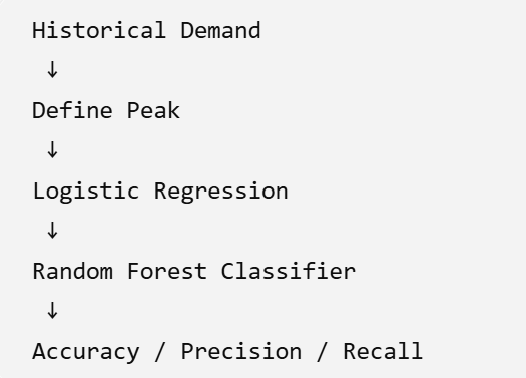 Historical Demand
↓
Define Peak
↓
Logistic Regression
↓
Random Forest Classifier
↓
Accuracy / Precision / Recall